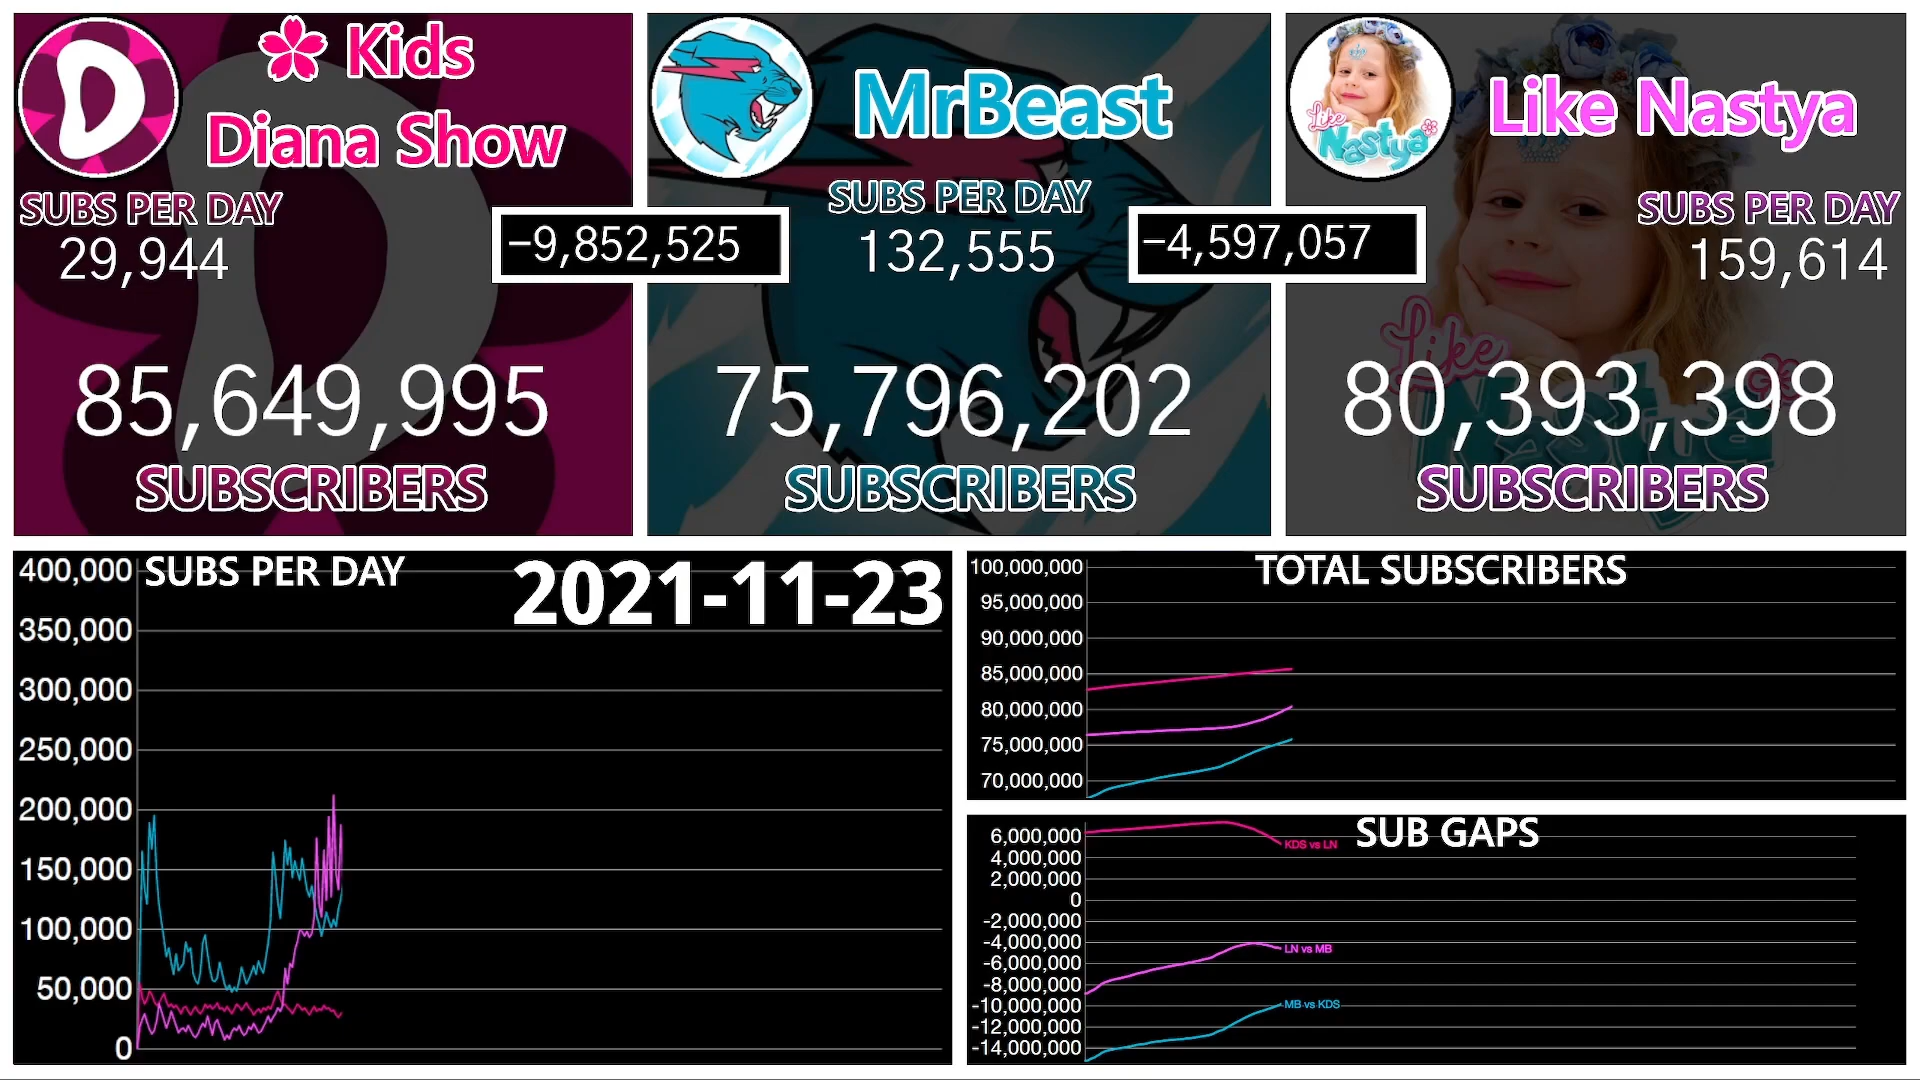 Kids
Diana Show
SUBS PER DAY
29,944
85,649,995
SUBSCRIBERS
−9,852,525
MrBeast
SUBS PER DAY
132,555
75,796,202
SUBSCRIBERS
−4,597,057
Like
Nastya
Like Nastya
SUBS PER DAY
159,614
80,393,398
SUBSCRIBERS
SUBS PER DAY
2021-11-23
400,000
350,000
300,000
250,000
200,000
150,000
100,000
50,000
0
TOTAL SUBSCRIBERS
100,000,000
95,000,000
90,000,000
85,000,000
80,000,000
75,000,000
70,000,000
SUB GAPS
6,000,000
4,000,000
2,000,000
0
-2,000,000
-4,000,000
-6,000,000
-8,000,000
-10,000,000
-12,000,000
-14,000,000
KDS vs LN
LN vs MB
MB vs KDS